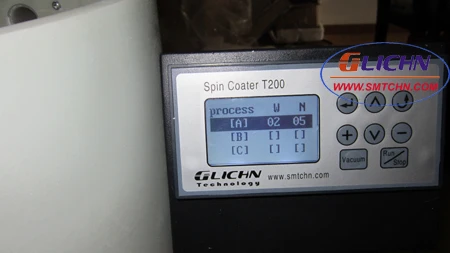 GLICHN
WWW.SMTCHN.COM
Spin Coater T200
process W N
[A] 02 05
[B] [] []
[C] [] []
Vacuum
Run/Stop
GLICHN
Technology
www.smtchn.com